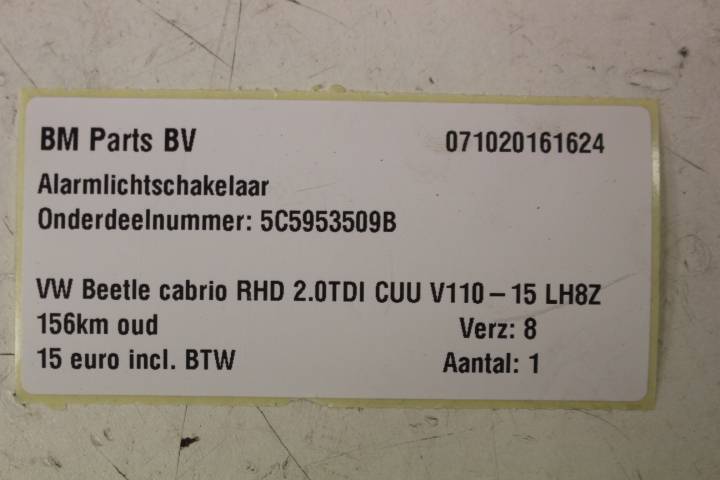 BM Parts BV 071020161624
Alarmlichtschakelaar
Onderdeelnummer: 5C5953509B
VW Beetle cabrio RHD 2.0TDI CUU V110 – 15 LH8Z
156km oud Verz: 8
15 euro incl. BTW Aantal: 1